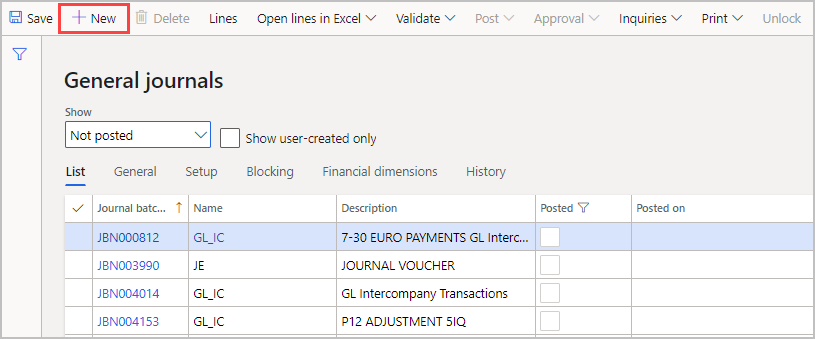 Save New Delete Lines Open lines in Excel Validate Post Approval Inquiries Print Unlock
General journals
Show
Not posted Show user-created only
List General Setup Blocking Financial dimensions History
Journal batc... Name Description Posted Posted on
JBN000812 GL_IC 7-30 EURO PAYMENTS GL Interc...
JBN003990 JE JOURNAL VOUCHER
JBN004014 GL_IC GL Intercompany Transactions
JBN004153 GL_IC P12 ADJUSTMENT 5IQ